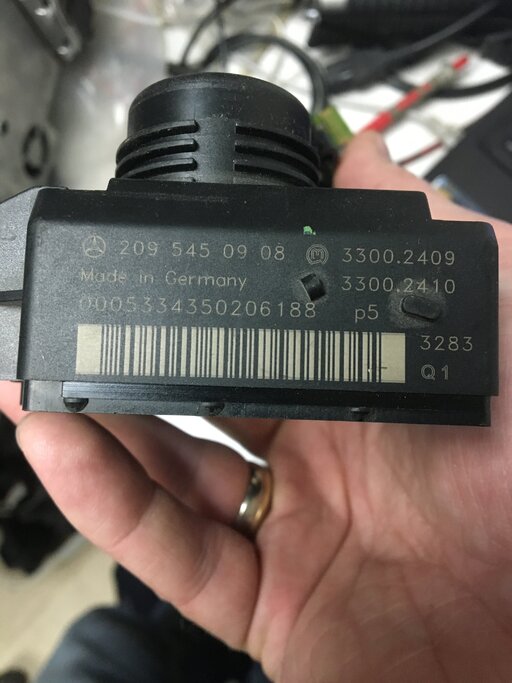 209 545 09 08 M 3300.2409
Made in Germany 3300.2410
0005334350206188 p5
3283
Q1